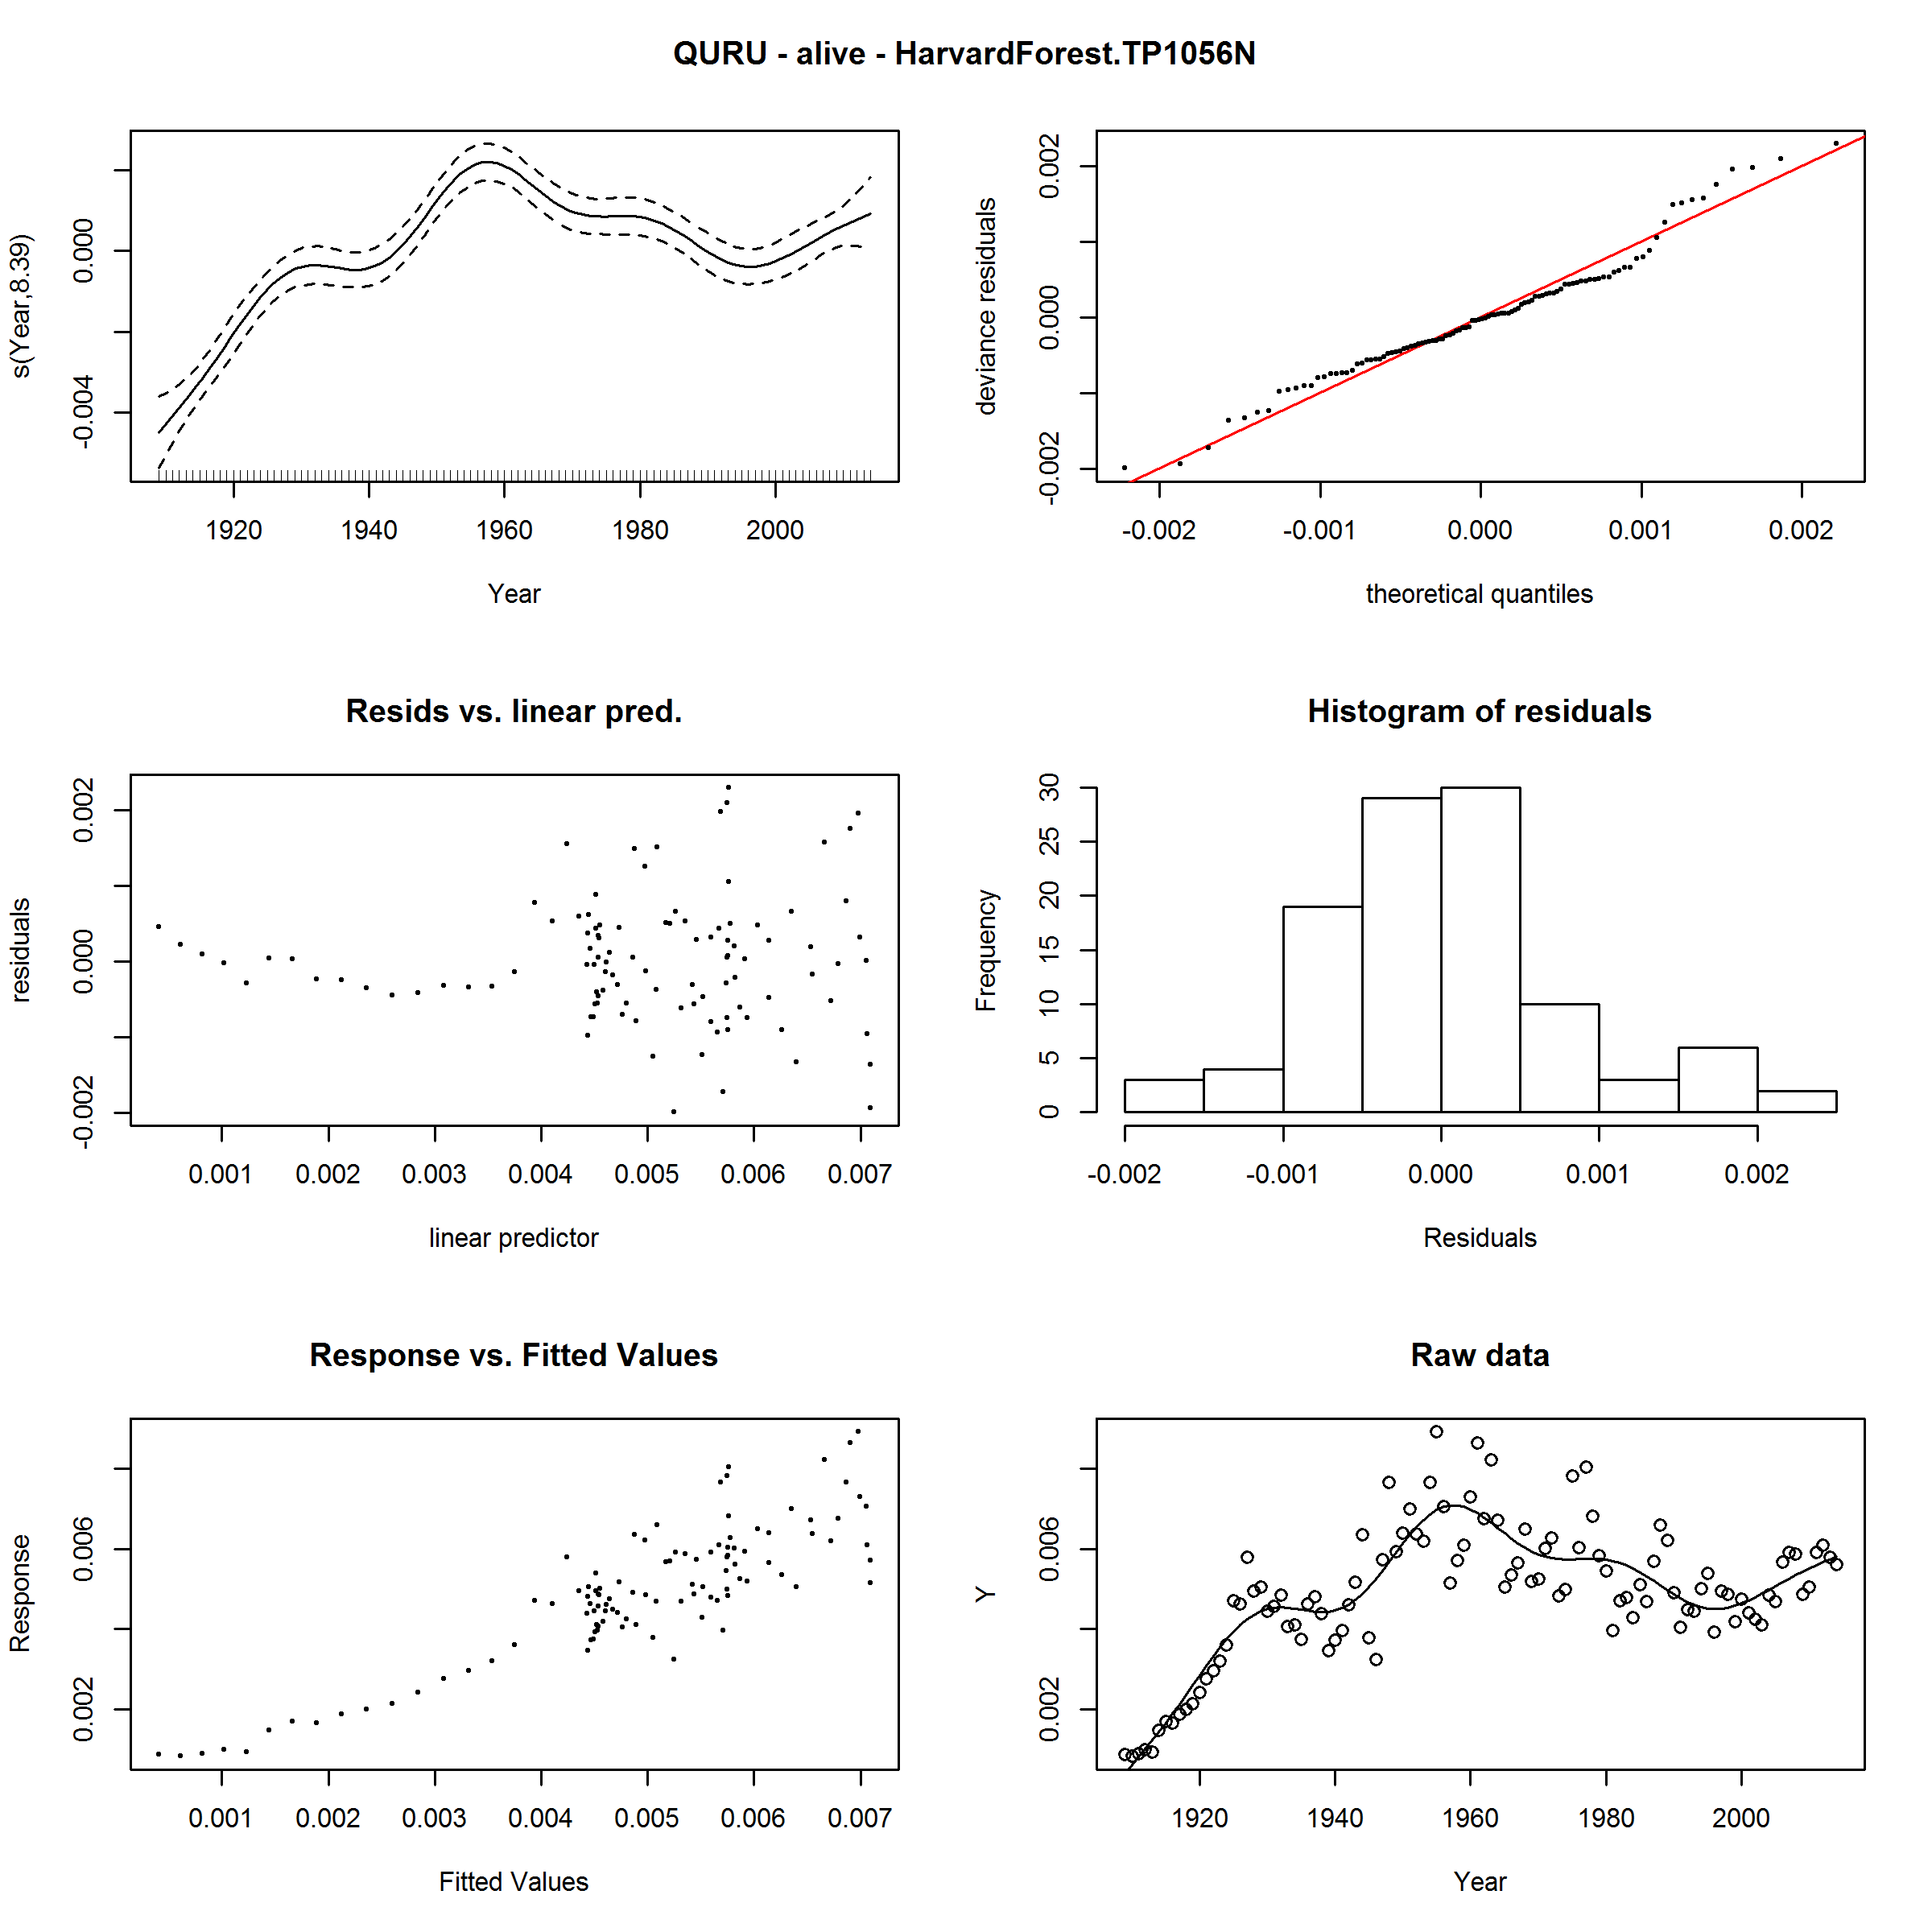 QURU - alive - HarvardForest.TP1056N
s(Year,8.39)
0.000
-0.004
1920 1940 1960 1980 2000
Year
deviance residuals
0.002
0.000
-0.002
-0.002 -0.001 0.000 0.001 0.002
theoretical quantiles
Resids vs. linear pred.
residuals
0.002
0.000
-0.002
0.001 0.002 0.003 0.004 0.005 0.006 0.007
linear predictor
Histogram of residuals
Frequency
30
25
20
15
10
5
0
-0.002 -0.001 0.000 0.001 0.002
Residuals
Response vs. Fitted Values
Response
0.006
0.002
0.001 0.002 0.003 0.004 0.005 0.006 0.007
Fitted Values
Raw data
Y
0.006
0.002
1920 1940 1960 1980 2000
Year